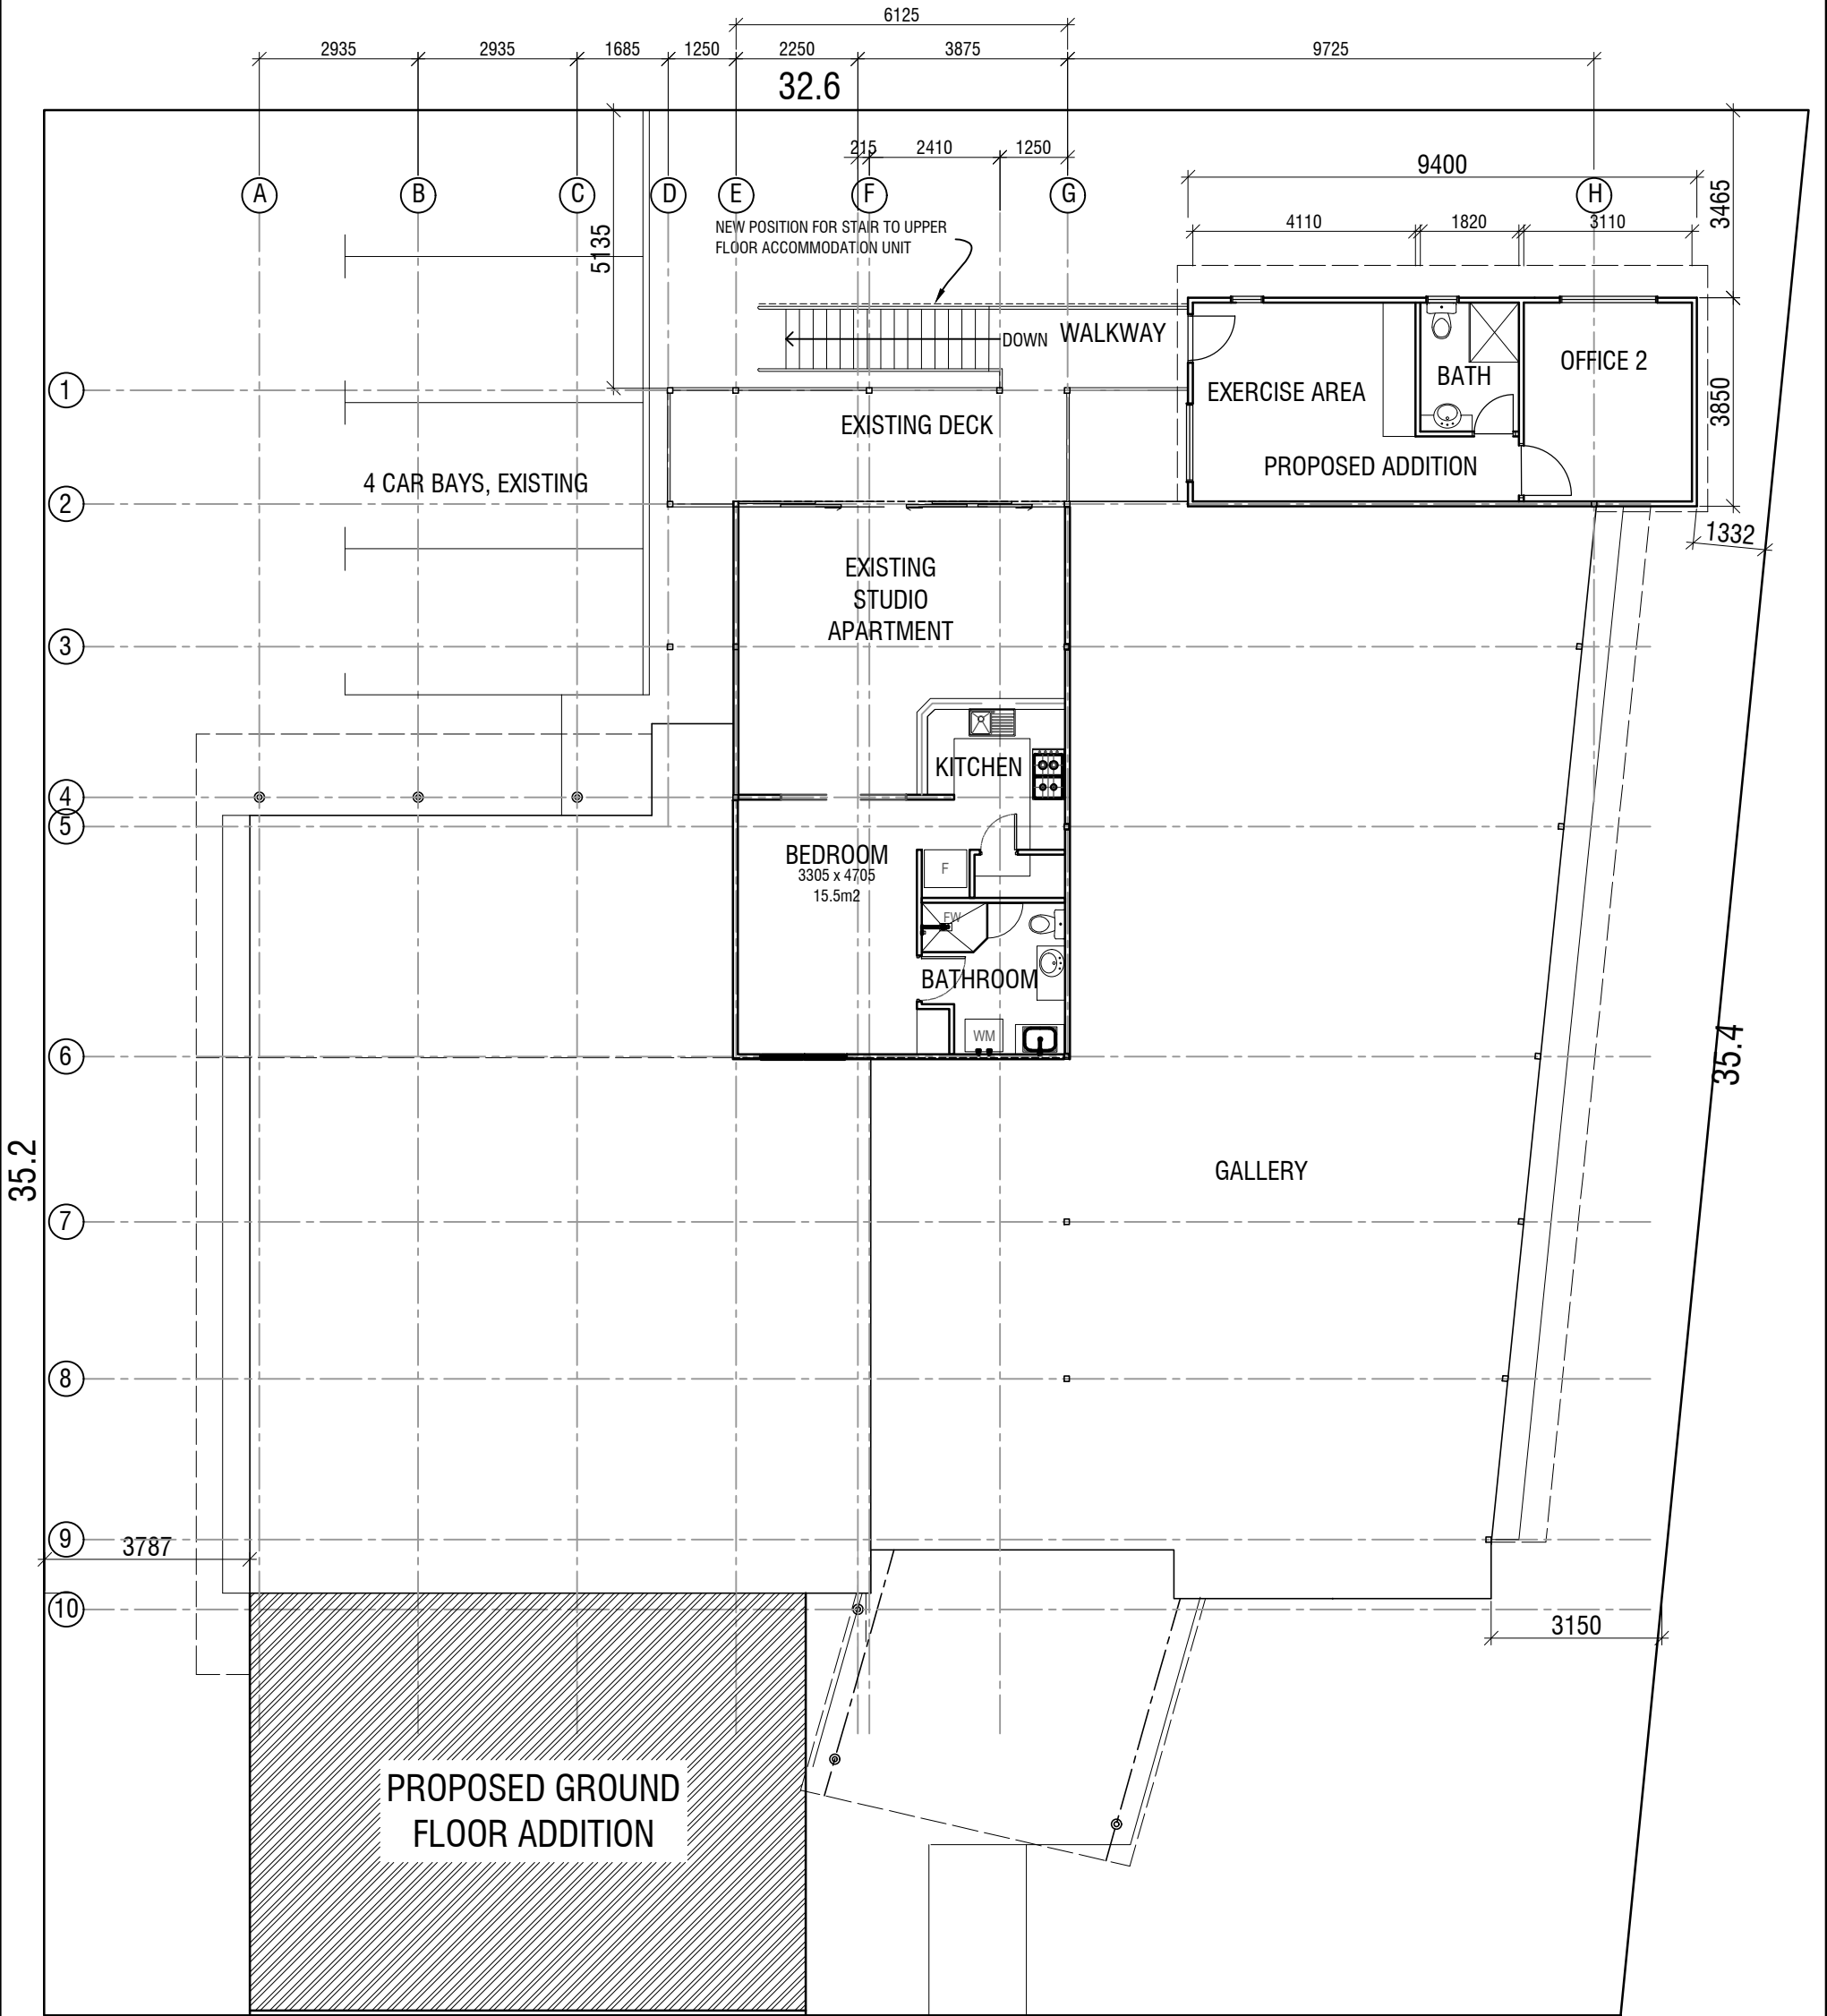 6125
2935
2935
1685
1250
2250
3875
9725
32.6
215
2410
1250
9400
A
B
C
D
E
F
G
H
3465
4110
1820
3110
5135
NEW POSITION FOR STAIR TO UPPER
FLOOR ACCOMMODATION UNIT
DOWN
WALKWAY
EXERCISE AREA
BATH
OFFICE 2
3850
1
EXISTING DECK
PROPOSED ADDITION
4 CAR BAYS, EXISTING
2
1332
EXISTING
STUDIO
APARTMENT
3
KITCHEN
4
5
BEDROOM
3305 x 4705
15.5m2
F
FW
BATHROOM
WM
6
35.4
35.2
GALLERY
7
8
9
3787
10
3150
PROPOSED GROUND
FLOOR ADDITION